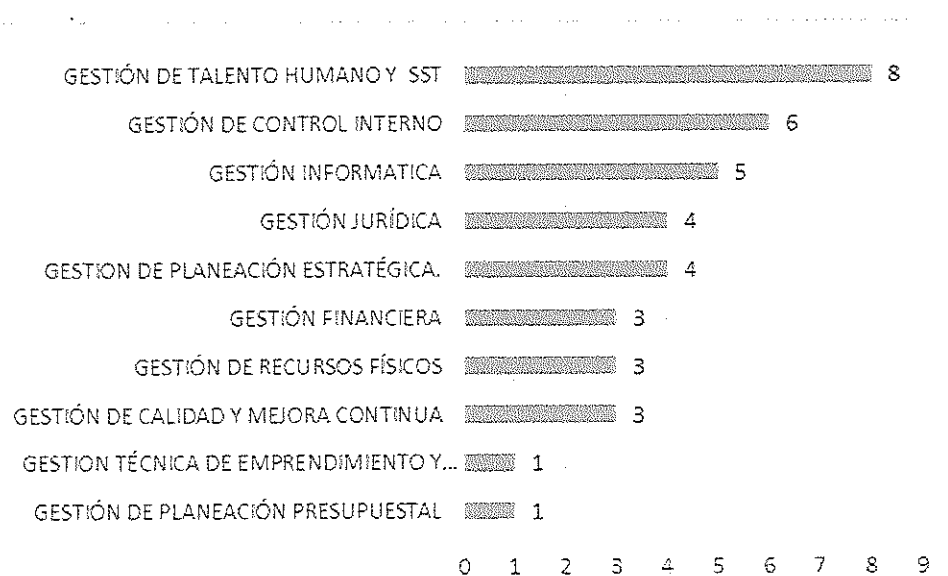 GESTIÓN DE TALENTO HUMANO Y SST 8
GESTIÓN DE CONTROL INTERNO 6
GESTIÓN INFORMATICA 5
GESTIÓN JURÍDICA 4
GESTION DE PLANEACIÓN ESTRATÉGICA. 4
GESTIÓN FINANCIERA 3
GESTIÓN DE RECURSOS FÍSICOS 3
GESTIÓN DE CALIDAD Y MEJORA CONTINUA 3
GESTION TÉCNICA DE EMPRENDIMIENTO Y... 1
GESTIÓN DE PLANEACIÓN PRESUPUESTAL 1
0 1 2 3 4 5 6 7 8 9